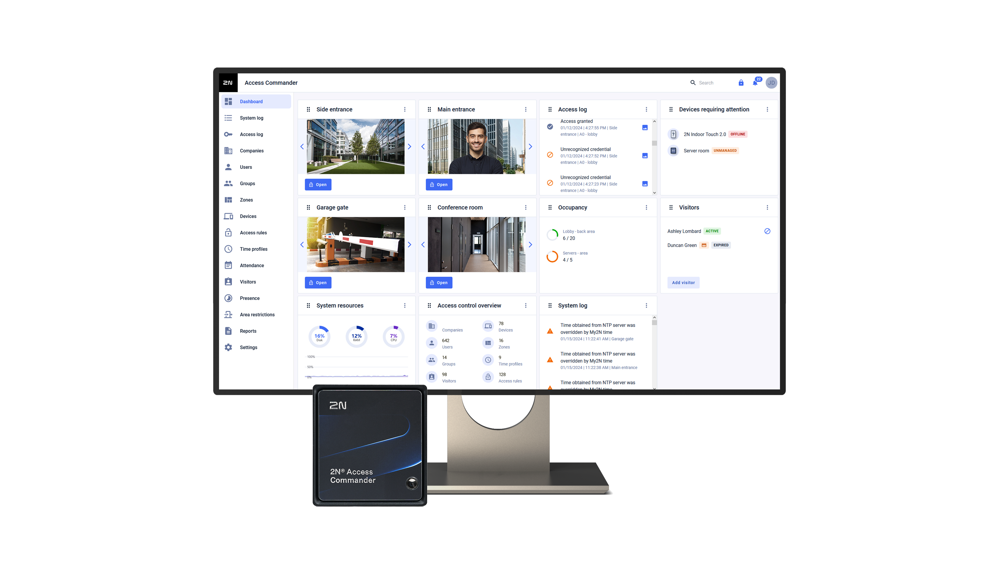 2N
Access Commander
Search
22
JD
Dashboard
System log
Access log
Companies
Users
Groups
Zones
Devices
Access rules
Time profiles
Attendance
Visitors
Presence
Area restrictions
Reports
Settings
Side entrance
Open
Main entrance
Open
Access log
Access granted
01/12/2024 | 4:27:55 PM | Side
entrance | A0 - lobby
Unrecognized credential
01/12/2024 | 4:27:52 PM | Side
entrance | A0 - lobby
Unrecognized credential
01/12/2024 | 4:27:23 PM | Side
entrance | A0 - lobby
Devices requiring attention
2N Indoor Touch 2.0 OFFLINE
Server room UNMANAGED
Garage gate
Open
Conference room
Open
Occupancy
Lobby - back area
6 / 20
Servers - area
4 / 5
Visitors
Ashley Lombard ACTIVE
Duncan Green EXPIRED
Add visitor
System resources
16%
Disk
12%
RAM
7%
CPU
100%
50%
0%
Access control overview
Companies
78
Devices
642
Users
16
Zones
14
Groups
9
Time profiles
98
Visitors
128
Access rules
System log
Time obtained from NTP server was
overridden by My2N time
01/15/2024 | 11:22:41 AM | Garage gate
Time obtained from NTP server was
overridden by My2N time
01/15/2024 | 11:22:38 AM | Main entrance
Time obtained from NTP server was
overridden by My2N time
2N
2N® Access
Commander